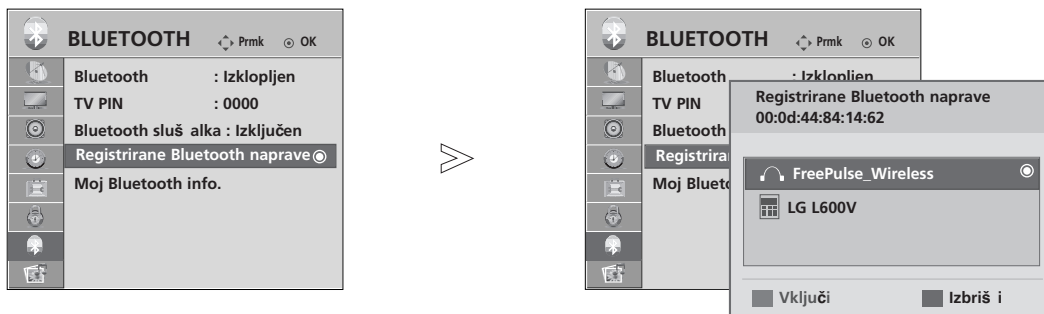 BLUETOOTH Prmk OK
Bluetooth : Izklopljen
TV PIN : 0000
Bluetooth sluš alka : Izključen
Registrirane Bluetooth naprave
Moj Bluetooth info.
BLUETOOTH Prmk OK
Bluetooth : Izklopljen
TV PIN
Bluetooth
Registrira
Moj Blueto
Registrirane Bluetooth naprave
00:0d:44:84:14:62
FreePulse_Wireless
LG L600V
Vključi Izbriš i